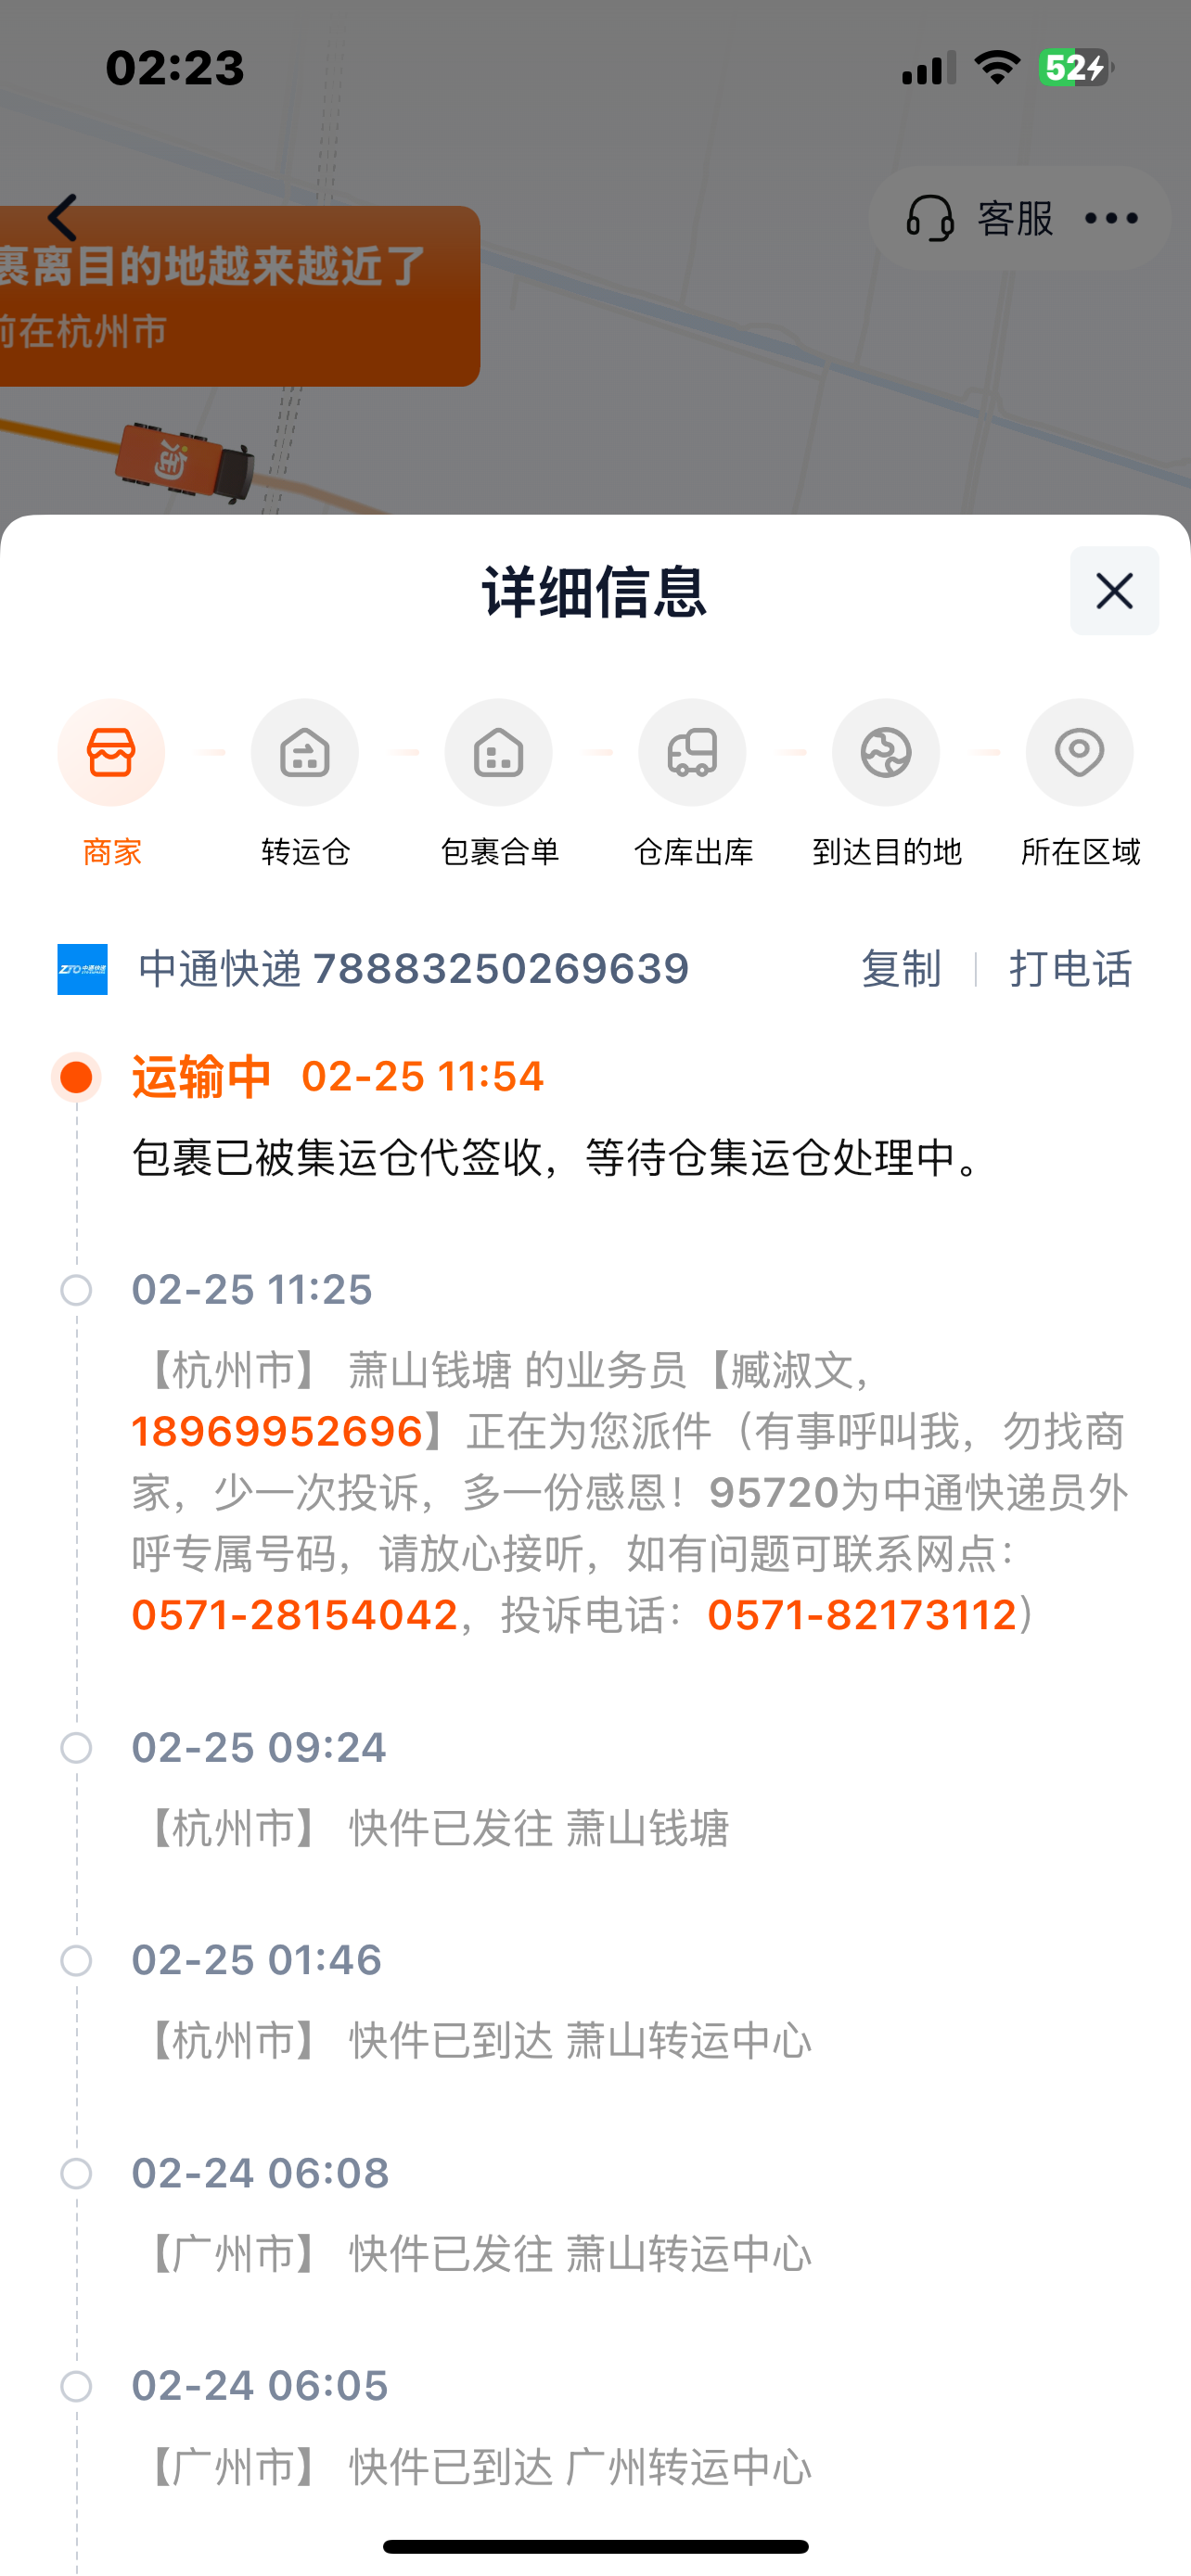 02:23
52
客服
裹离目的地越来越近了
前在杭州市
淘
详细信息
商家
转运仓
包裹合单
仓库出库
到达目的地
所在区域
ZTO中通快递
中通快递 78883250269639
复制
打电话
运输中 02-25 11:54
包裹已被集运仓代签收，等待仓集运仓处理中。
02-25 11:25
【杭州市】 萧山钱塘 的业务员【臧淑文，
18969952696】正在为您派件（有事呼叫我，勿找商
家，少一次投诉，多一份感恩！95720为中通快递员外
呼专属号码，请放心接听，如有问题可联系网点：
0571-28154042，投诉电话：0571-82173112）
02-25 09:24
【杭州市】 快件已发往 萧山钱塘
02-25 01:46
【杭州市】 快件已到达 萧山转运中心
02-24 06:08
【广州市】 快件已发往 萧山转运中心
02-24 06:05
【广州市】 快件已到达 广州转运中心